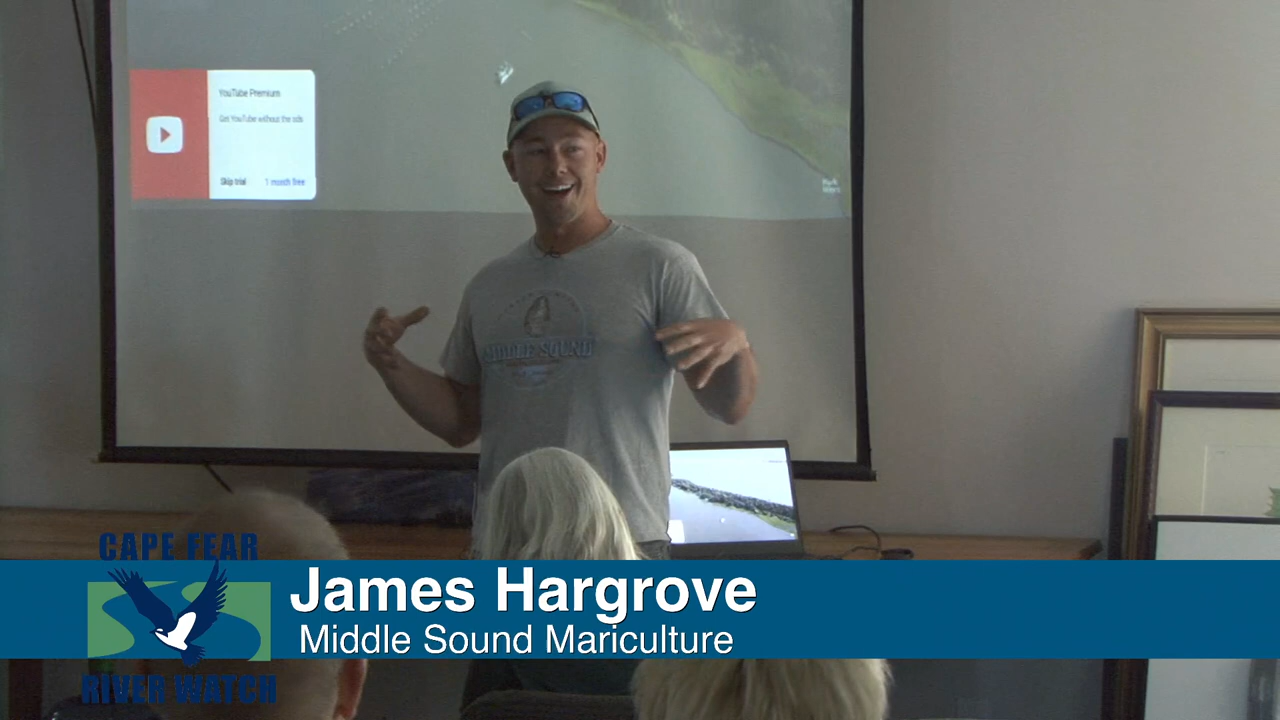 YouTube Premium
Get YouTube without the ads
Skip trial
1 month free
MIDDLE SOUND
CAPE FEAR
RIVER WATCH
James Hargrove
Middle Sound Mariculture